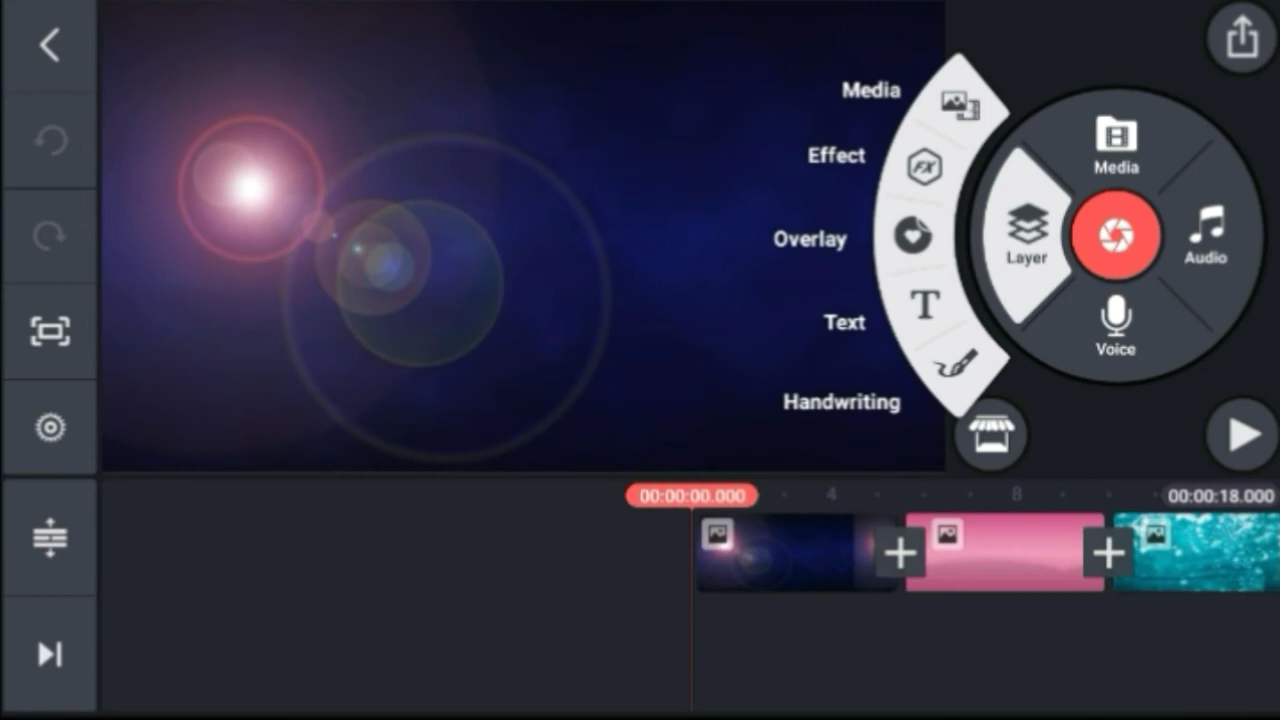 Media
Effect
Overlay
Text
Handwriting
FX
T
Media
Layer
Audio
Voice
00:00:00.000
4
8
00:00:18.000